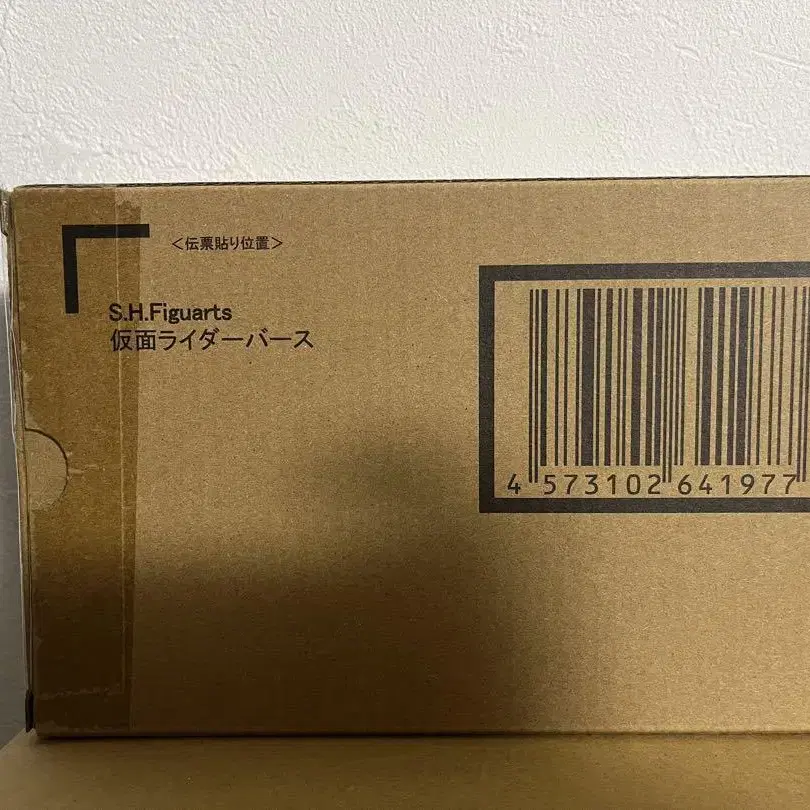 <伝票貼り位置>
S.H.Figuarts
仮面ライダーバース
4 573102 641977